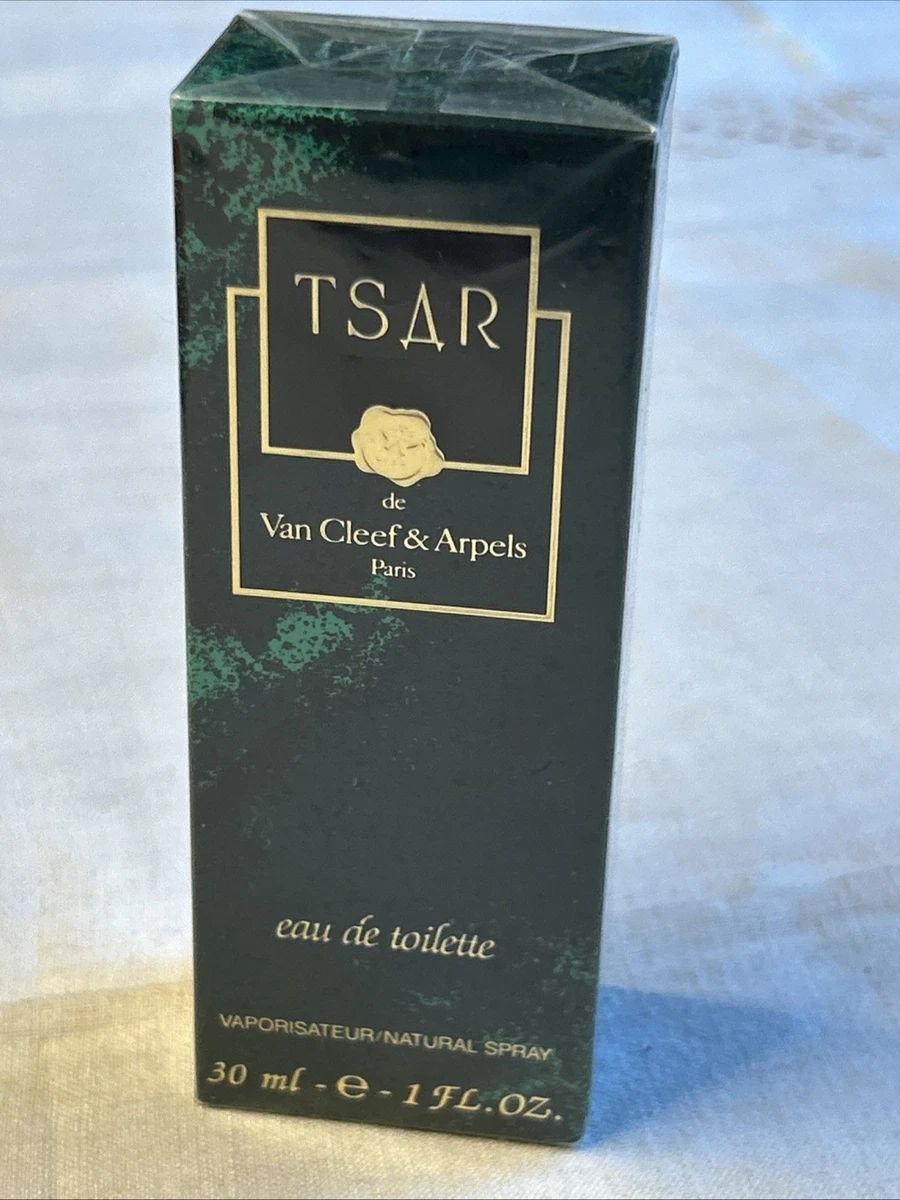 TSAR
de
Van Cleef & Arpels
Paris
eau de toilette
VAPORISATEUR/NATURAL SPRAY
30 ml - e - 1 FL.OZ.